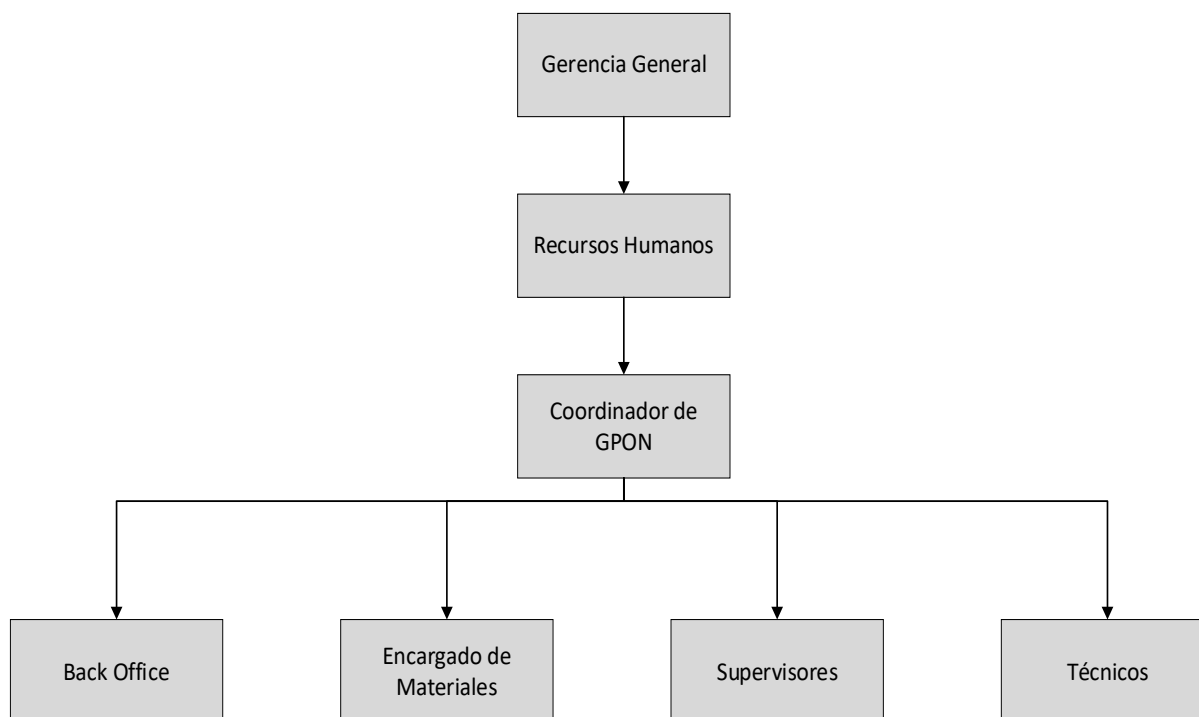 Gerencia General
Recursos Humanos
Coordinador de
GPON
Back Office
Encargado de
Materiales
Supervisores
Técnicos